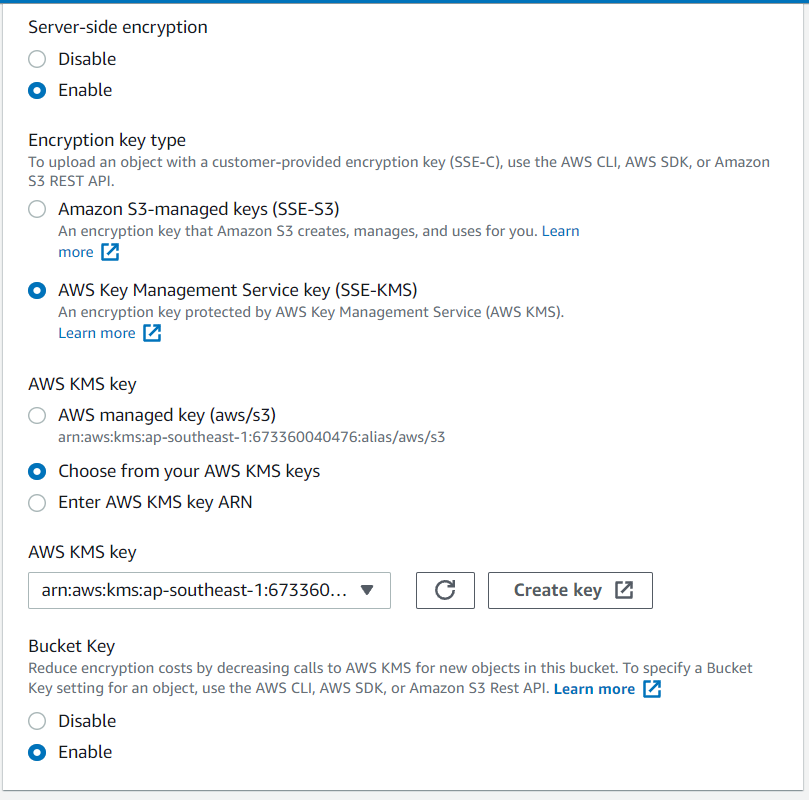 Server-side encryption
Disable
Enable
Encryption key type
To upload an object with a customer-provided encryption key (SSE-C), use the AWS CLI, AWS SDK, or Amazon
S3 REST API.
Amazon S3-managed keys (SSE-S3)
An encryption key that Amazon S3 creates, manages, and uses for you. Learn
more
AWS Key Management Service key (SSE-KMS)
An encryption key protected by AWS Key Management Service (AWS KMS).
Learn more
AWS KMS key
AWS managed key (aws/s3)
arn:aws:kms:ap-southeast-1:673360040476:alias/aws/s3
Choose from your AWS KMS keys
Enter AWS KMS key ARN
AWS KMS key
arn:aws:kms:ap-southeast-1:673360... Create key
Bucket Key
Reduce encryption costs by decreasing calls to AWS KMS for new objects in this bucket. To specify a Bucket
Key setting for an object, use the AWS CLI, AWS SDK, or Amazon S3 Rest API. Learn more
Disable
Enable